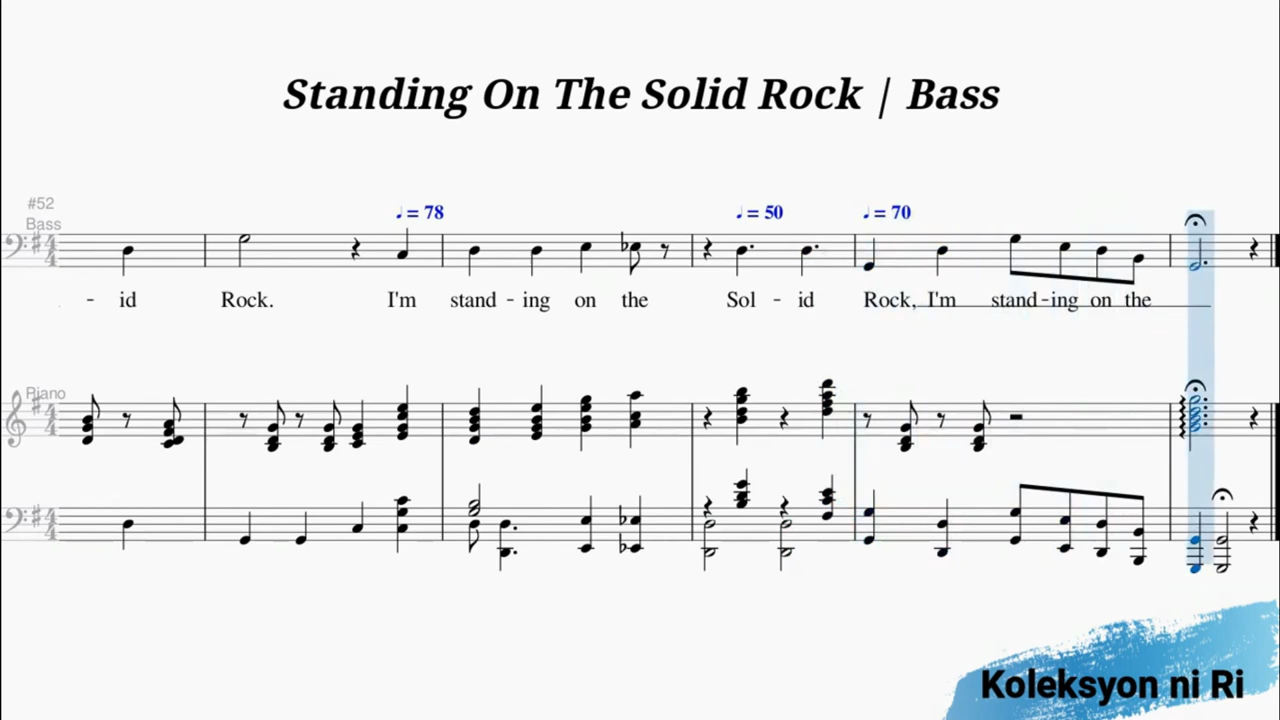 Standing On The Solid Rock | Bass
#52
Bass
♩ = 78
♩ = 50
♩ = 70
- id Rock. I'm stand - ing on the Sol - id Rock, I'm stand - ing on the
Piano
Koleksyon ni Ri